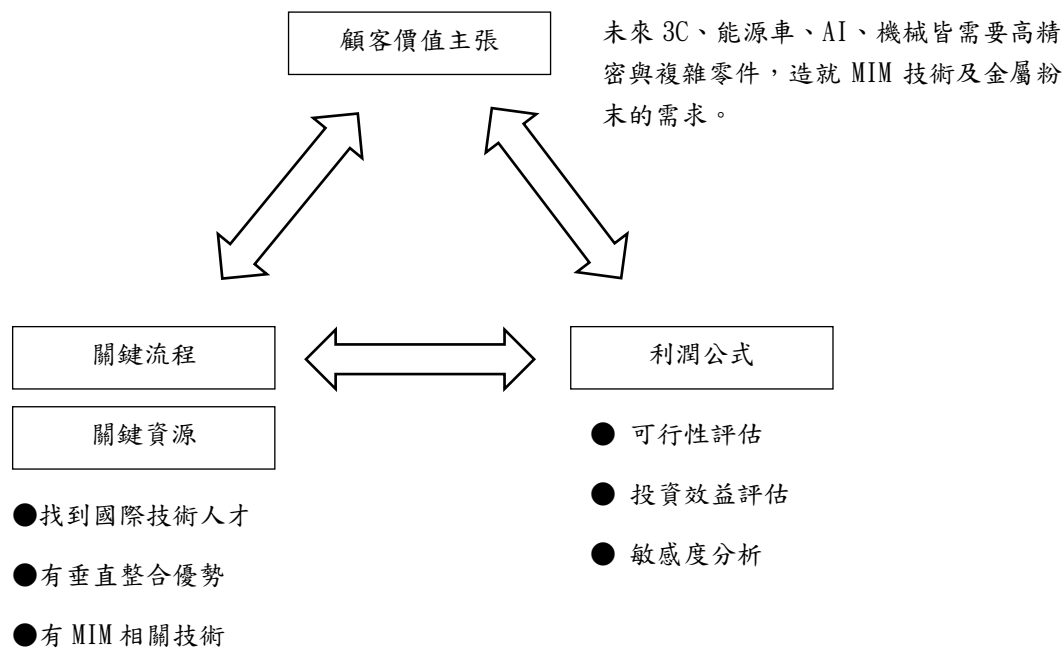 顧客價值主張
未來 3C、能源車、AI、機械皆需要高精
密與複雜零件，造就 MIM 技術及金屬粉
末的需求。
關鍵流程
關鍵資源
●找到國際技術人才
●有垂直整合優勢
●有 MIM 相關技術
利潤公式
● 可行性評估
● 投資效益評估
● 敏感度分析